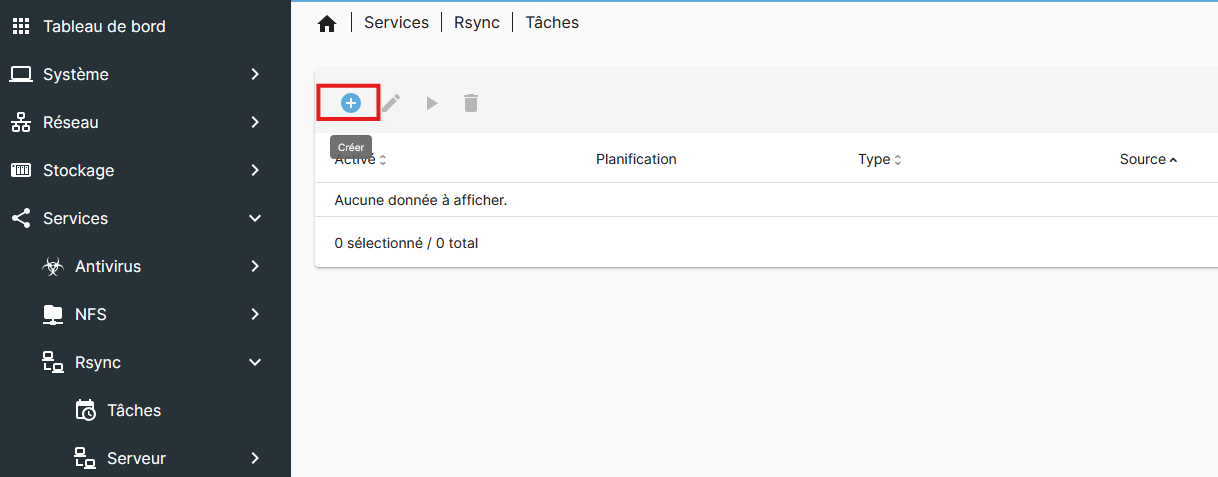 Tableau de bord
Système
Réseau
Stockage
Services
Antivirus
NFS
Rsync
Tâches
Serveur
Services | Rsync | Tâches
Créer
Activé Planification Type Source
Aucune donnée à afficher.
0 sélectionné / 0 total